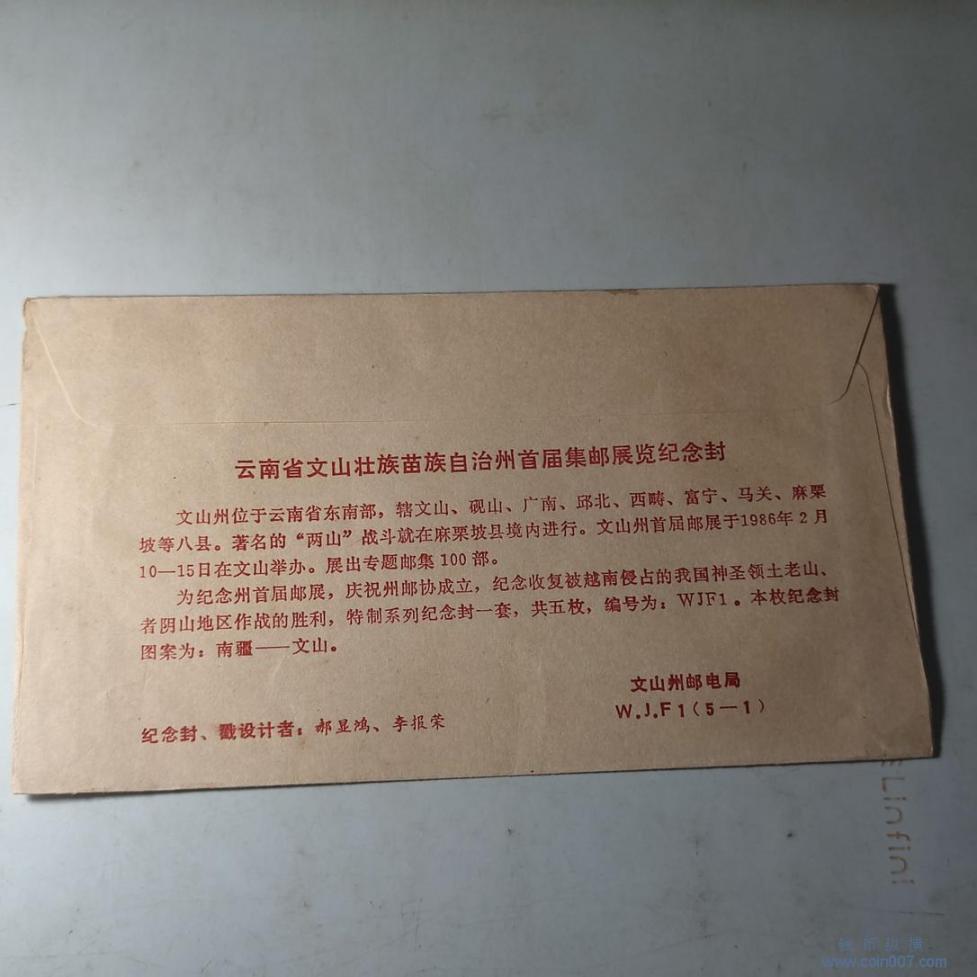 云南省文山壮族苗族自治州首届集邮展览纪念封
文山州位于云南省东南部，辖文山、砚山、广南、邱北、西畴、富宁、马关、麻栗
坡等八县。著名的“两山”战斗就在麻栗坡县境内进行。文山州首届邮展于1986年2月
10—15日在文山举办。展出专题邮集100部。
为纪念州首届邮展，庆祝州邮协成立，纪念收复被越南侵占的我国神圣领土老山、
者阴山地区作战的胜利，特制系列纪念封一套，共五枚，编号为：WJF1。本枚纪念封
图案为：南疆——文山。
文山州邮电局
W.J.F1(5—1)
纪念封、戳设计者：郝显鸿、李报荣
Linfini
www.coin007.com